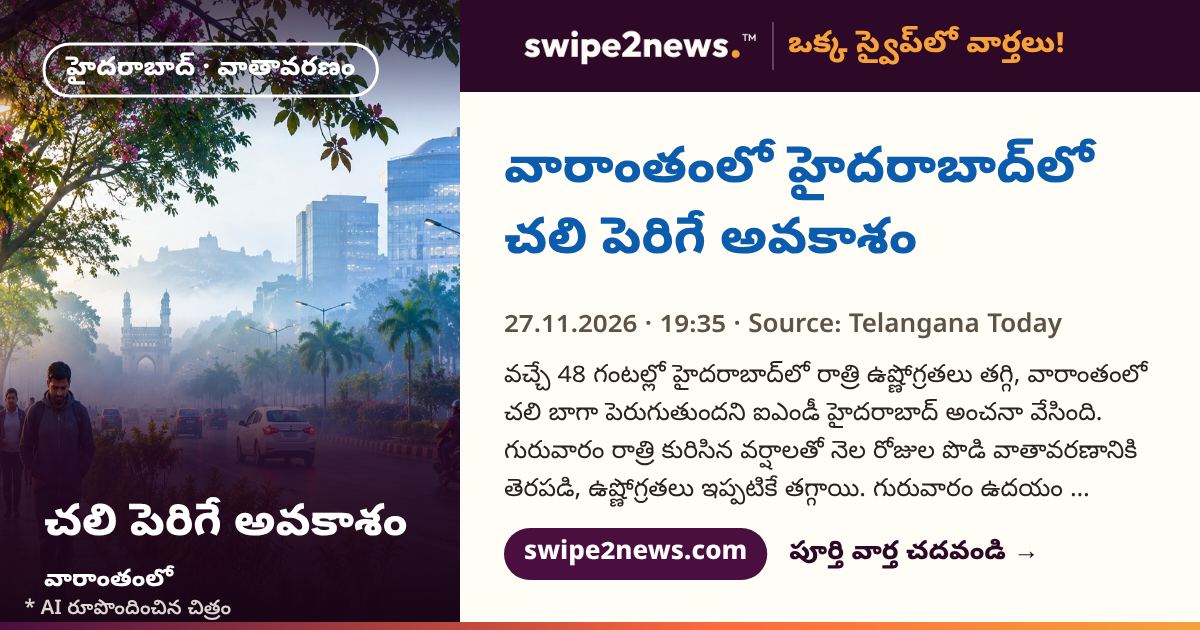 హైదరాబాద్ · వాతావరణం
చలి పెరిగే అవకాశం
వారాంతంలో
* AI రూపొందించిన చిత్రం
swipe2news.™
ఒక్క స్వైప్‌లో వార్తలు!
వారాంతంలో హైదరాబాద్‌లో
చలి పెరిగే అవకాశం
27.11.2026 · 19:35 · Source: Telangana Today
వచ్చే 48 గంటల్లో హైదరాబాద్‌లో రాత్రి ఉష్ణోగ్రతలు తగ్గి, వారాంతంలో
చలి బాగా పెరుగుతుందని ఐఎండీ హైదరాబాద్ అంచనా వేసింది.
గురువారం రాత్రి కురిసిన వర్షాలతో నెల రోజుల పొడి వాతావరణానికి
తెరపడి, ఉష్ణోగ్రతలు ఇప్పటికే తగ్గాయి. గురువారం ఉదయం ...
swipe2news.com
పూర్తి వార్త చదవండి →